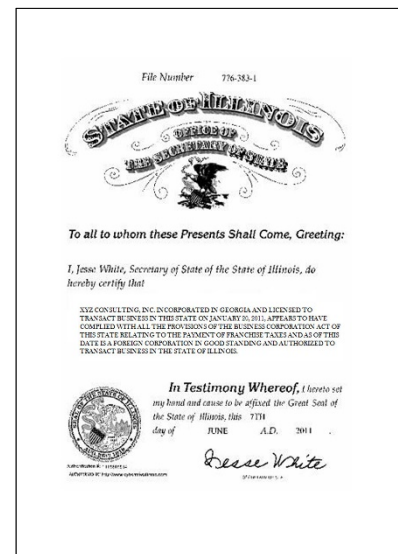 File Number 776-383-1
STATE OF ILLINOIS
OFFICE OF
THE SECRETARY OF STATE
To all to whom these Presents Shall Come, Greeting:
I, Jesse White, Secretary of State of the State of Illinois, do
hereby certify that
XYZ CONSULTING, INC. INCORPORATED IN GEORGIA AND LICENSED TO
TRANSACT BUSINESS IN THIS STATE ON JANUARY 20, 2011, APPEARS TO HAVE
COMPLIED WITH ALL THE PROVISIONS OF THE BUSINESS CORPORATION ACT OF
THIS STATE RELATING TO THE PAYMENT OF FRANCHISE TAXES AND AS OF THIS
DATE IS A FOREIGN CORPORATION IN GOOD STANDING AND AUTHORIZED TO
TRANSACT BUSINESS IN THE STATE OF ILLINOIS.
In Testimony Whereof, I hereto set
my hand and cause to be affixed the Great Seal of
the State of Illinois, this 7TH
day of JUNE A.D. 2011 .
Jesse White
SECRETARY OF STATE